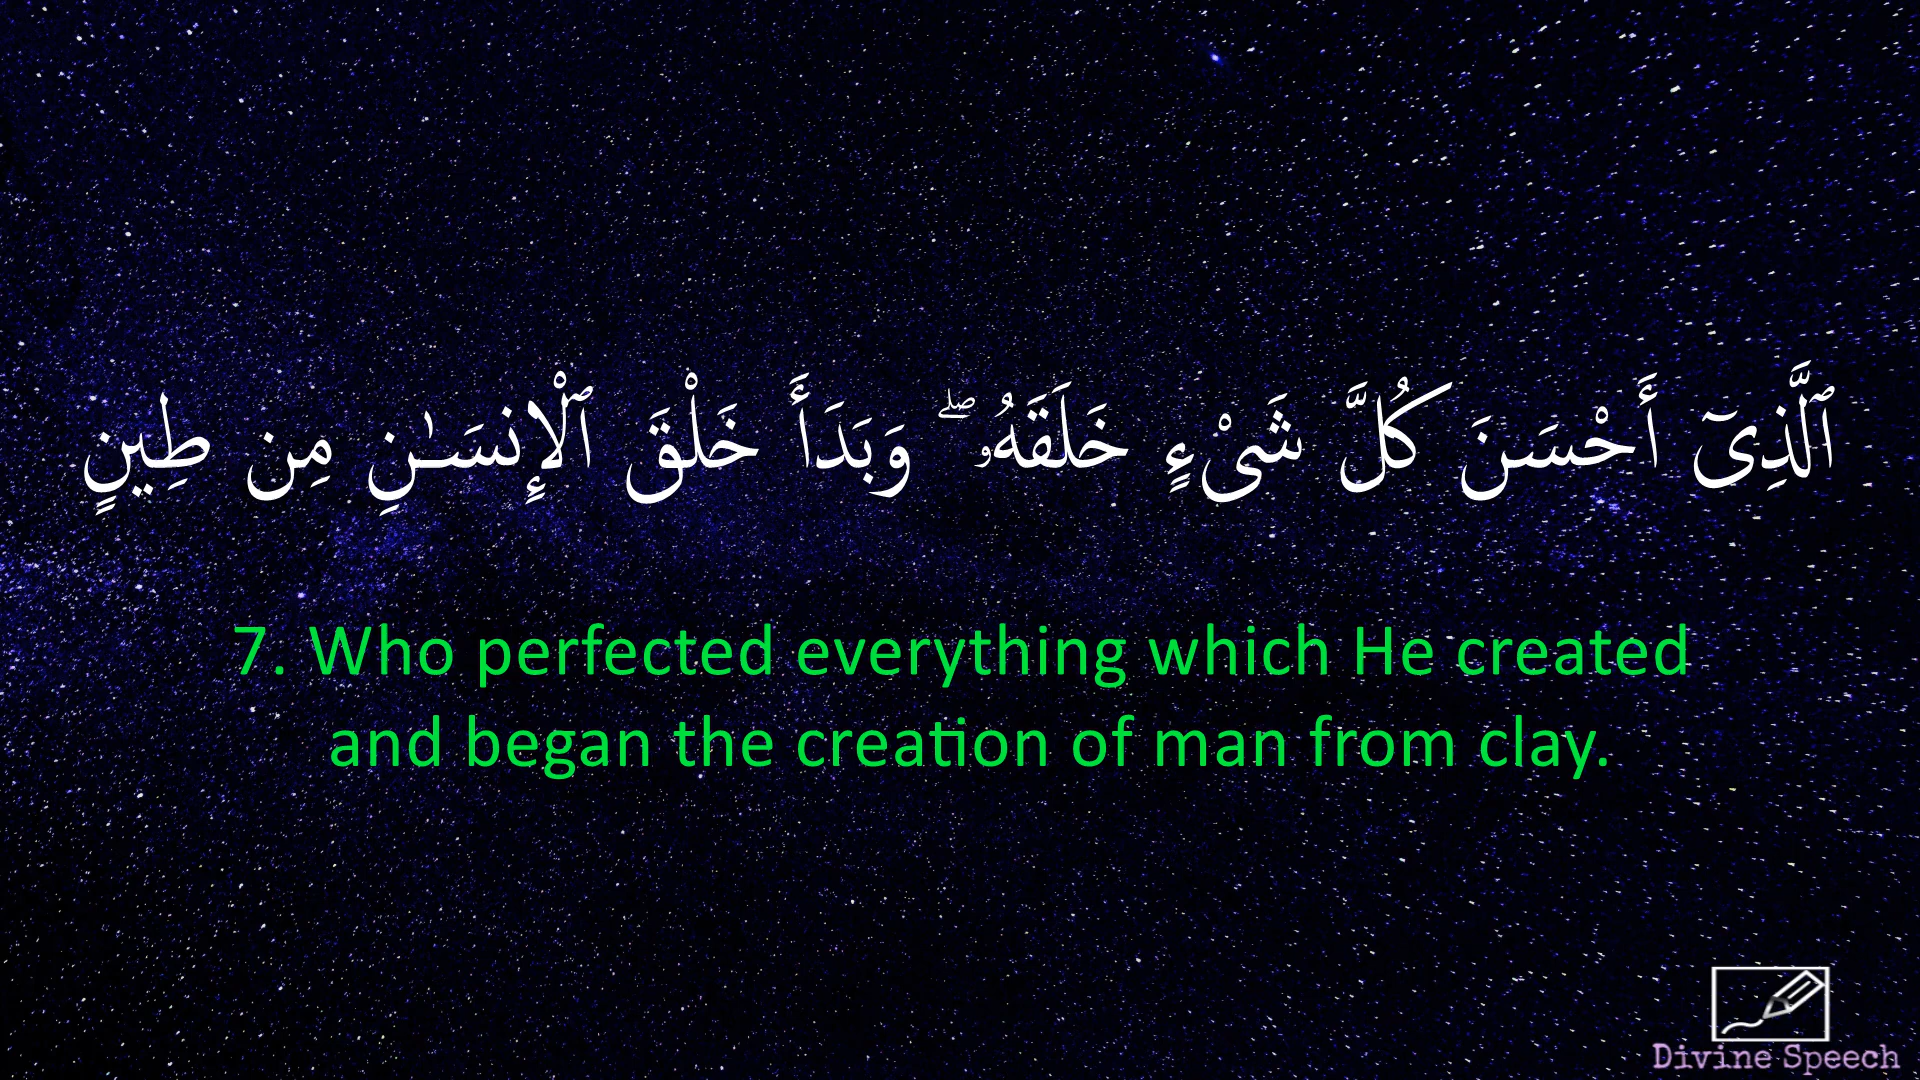 ٱلَّذِىٓ أَحْسَنَ كُلَّ شَىْءٍ خَلَقَهُۥ ۖ وَبَدَأَ خَلْقَ ٱلْإِنسَـٰنِ مِن طِينٍ
7. Who perfected everything which He created
and began the creation of man from clay.
Divine Speech